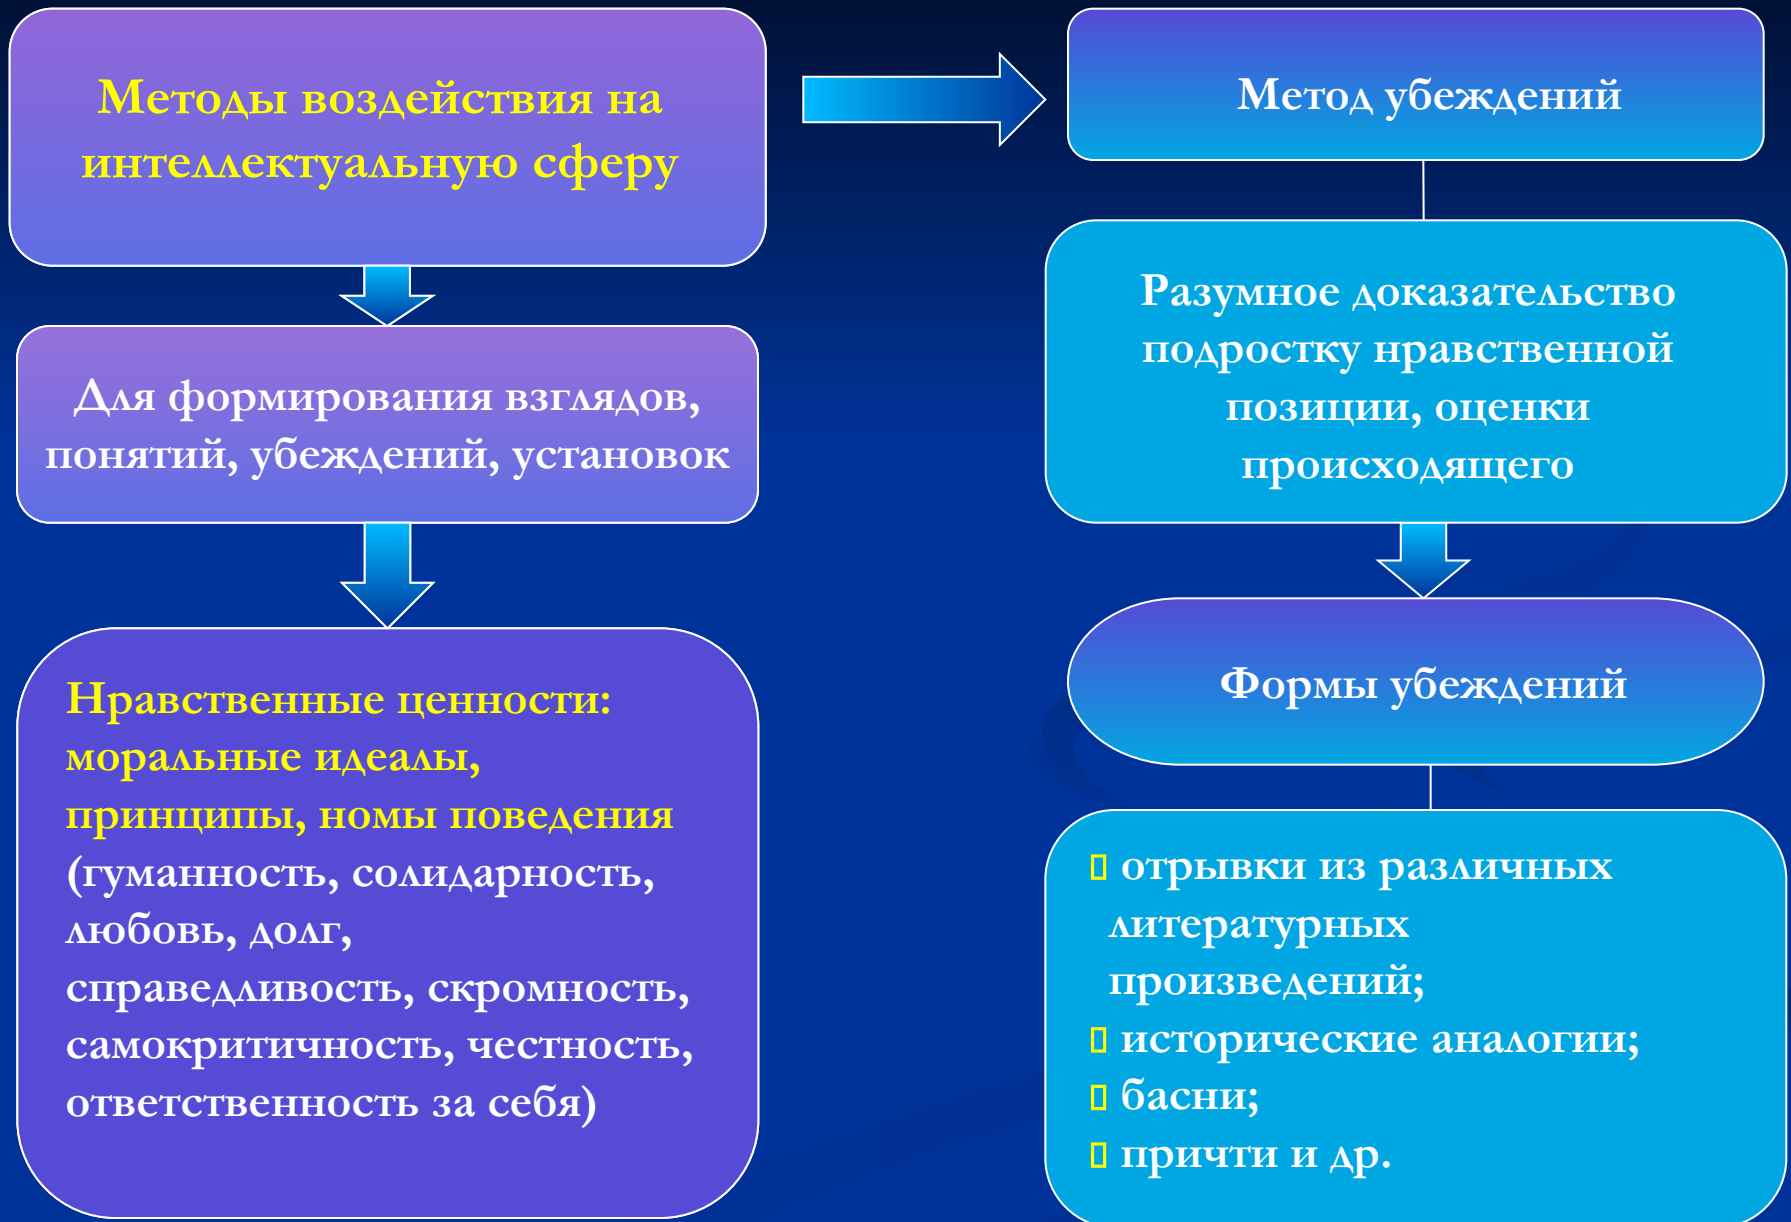 Методы воздействия на
интеллектуальную сферу
Для формирования взглядов,
понятий, убеждений, установок
Нравственные ценности:
моральные идеалы,
принципы, номы поведения
(гуманность, солидарность,
любовь, долг,
справедливость, скромность,
самокритичность, честность,
ответственность за себя)
Метод убеждений
Разумное доказательство
подростку нравственной
позиции, оценки
происходящего
Формы убеждений
отрывки из различных
литературных
произведений;
исторические аналогии;
басни;
причти и др.